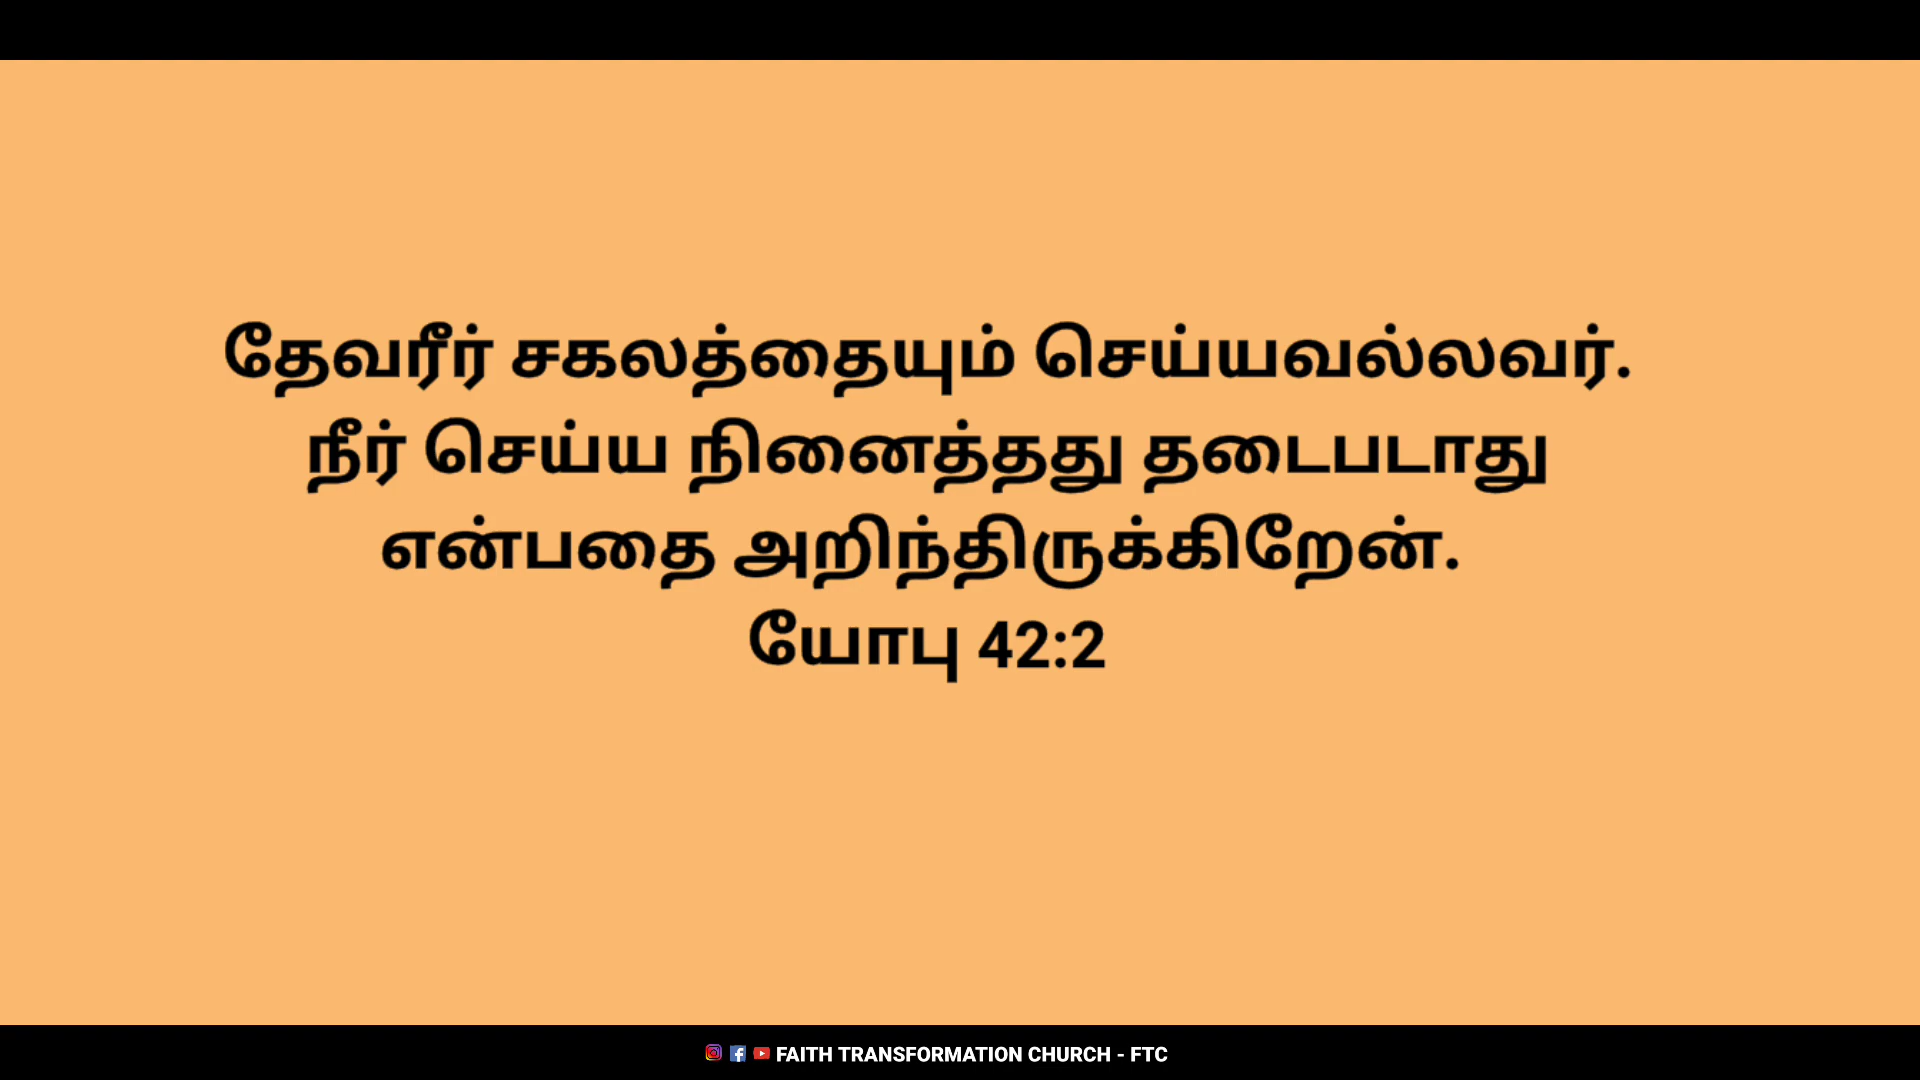 தேவரீர் சகலத்தையும் செய்யவல்லவர்.
நீர் செய்ய நினைத்தது தடைபடாது
என்பதை அறிந்திருக்கிறேன்.
யோபு 42:2
FAITH TRANSFORMATION CHURCH - FTC